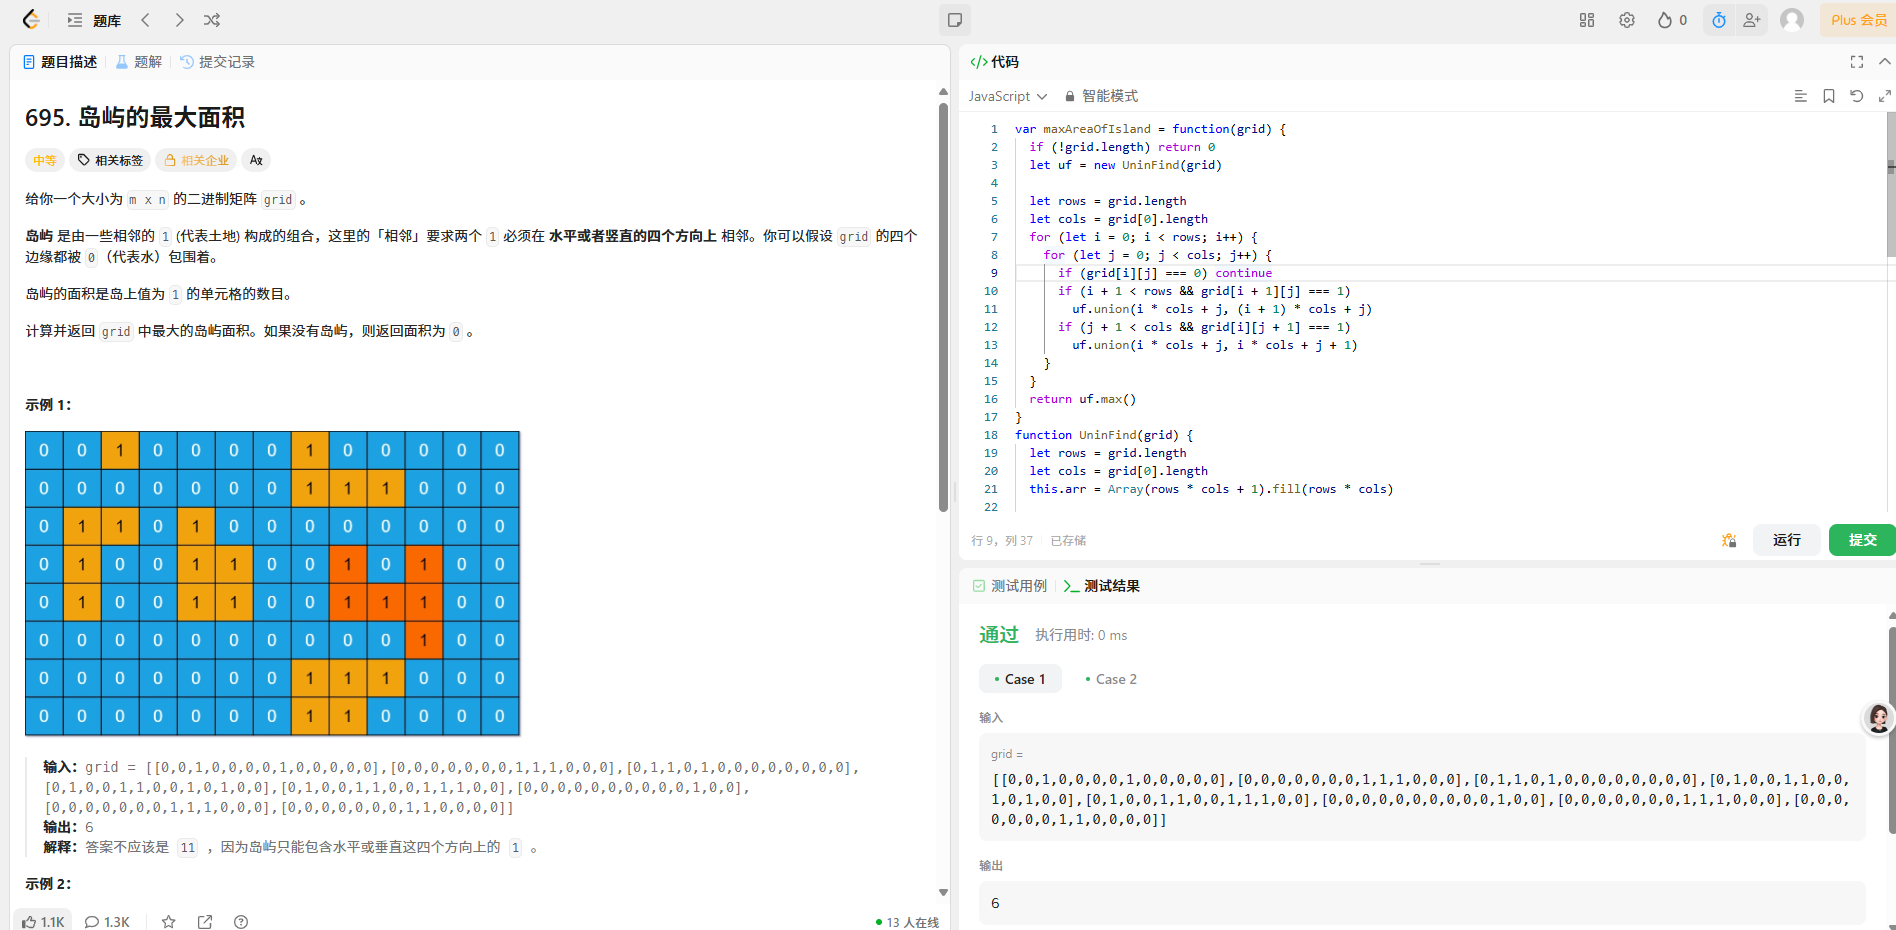 题库
0
Plus 会员
题目描述
题解
提交记录
695. 岛屿的最大面积
中等
相关标签
相关企业
给你一个大小为 m x n 的二进制矩阵 grid 。
岛屿 是由一些相邻的 1 (代表土地) 构成的组合，这里的「相邻」要求两个 1 必须在 水平或者竖直的四个方向上 相邻。你可以假设 grid 的四个
边缘都被 0（代表水）包围着。
岛屿的面积是岛上值为 1 的单元格的数目。
计算并返回 grid 中最大的岛屿面积。如果没有岛屿，则返回面积为 0 。
示例 1：
0 0 1 0 0 0 0 1 0 0 0 0 0
0 0 0 0 0 0 0 1 1 1 0 0 0
0 1 1 0 1 0 0 0 0 0 0 0 0
0 1 0 0 1 1 0 0 1 0 1 0 0
0 1 0 0 1 1 0 0 1 1 1 0 0
0 0 0 0 0 0 0 0 0 0 1 0 0
0 0 0 0 0 0 0 1 1 1 0 0 0
0 0 0 0 0 0 0 1 1 0 0 0 0
输入：grid = [[0,0,1,0,0,0,0,1,0,0,0,0,0],[0,0,0,0,0,0,0,1,1,1,0,0,0],[0,1,1,0,1,0,0,0,0,0,0,0,0],
[0,1,0,0,1,1,0,0,1,0,1,0,0],[0,1,0,0,1,1,0,0,1,1,1,0,0],[0,0,0,0,0,0,0,0,0,0,1,0,0],
[0,0,0,0,0,0,0,1,1,1,0,0,0],[0,0,0,0,0,0,0,1,1,0,0,0,0]]
输出：6
解释：答案不应该是 11 ，因为岛屿只能包含水平或垂直这四个方向上的 1 。
示例 2：
1.1K
1.3K
13 人在线
</> 代码
JavaScript
智能模式
1 var maxAreaOfIsland = function(grid) {
2 if (!grid.length) return 0
3 let uf = new UninFind(grid)
4
5 let rows = grid.length
6 let cols = grid[0].length
7 for (let i = 0; i < rows; i++) {
8 for (let j = 0; j < cols; j++) {
9 if (grid[i][j] === 0) continue
10 if (i + 1 < rows && grid[i + 1][j] === 1)
11 uf.union(i * cols + j, (i + 1) * cols + j)
12 if (j + 1 < cols && grid[i][j + 1] === 1)
13 uf.union(i * cols + j, i * cols + j + 1)
14 }
15 }
16 return uf.max()
17 }
18 function UninFind(grid) {
19 let rows = grid.length
20 let cols = grid[0].length
21 this.arr = Array(rows * cols + 1).fill(rows * cols)
22
行 9，列 37
已存储
运行
提交
测试用例
测试结果
通过
执行用时: 0 ms
Case 1
Case 2
输入
grid =
[[0,0,1,0,0,0,0,1,0,0,0,0,0],[0,0,0,0,0,0,0,1,1,1,0,0,0],[0,1,1,0,1,0,0,0,0,0,0,0,0],[0,1,0,0,1,1,0,0,
1,0,1,0,0],[0,1,0,0,1,1,0,0,1,1,1,0,0],[0,0,0,0,0,0,0,0,0,0,1,0,0],[0,0,0,0,0,0,0,1,1,1,0,0,0],[0,0,0,
0,0,0,0,1,1,0,0,0,0]]
输出
6